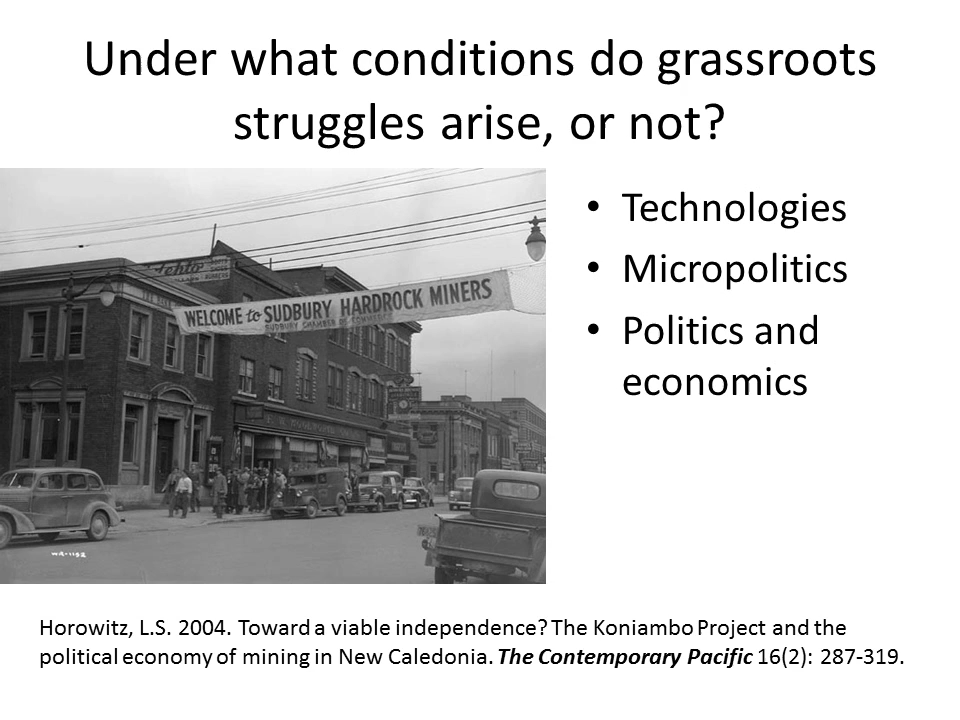 Under what conditions do grassroots
struggles arise, or not?
WELCOME to SUDBURY HARDROCK MINERS
SUDBURY CHAMBER OF COMMERCE
WR-1192
• Technologies
• Micropolitics
• Politics and
economics
Horowitz, L.S. 2004. Toward a viable independence? The Koniambo Project and the
political economy of mining in New Caledonia. The Contemporary Pacific 16(2): 287-319.